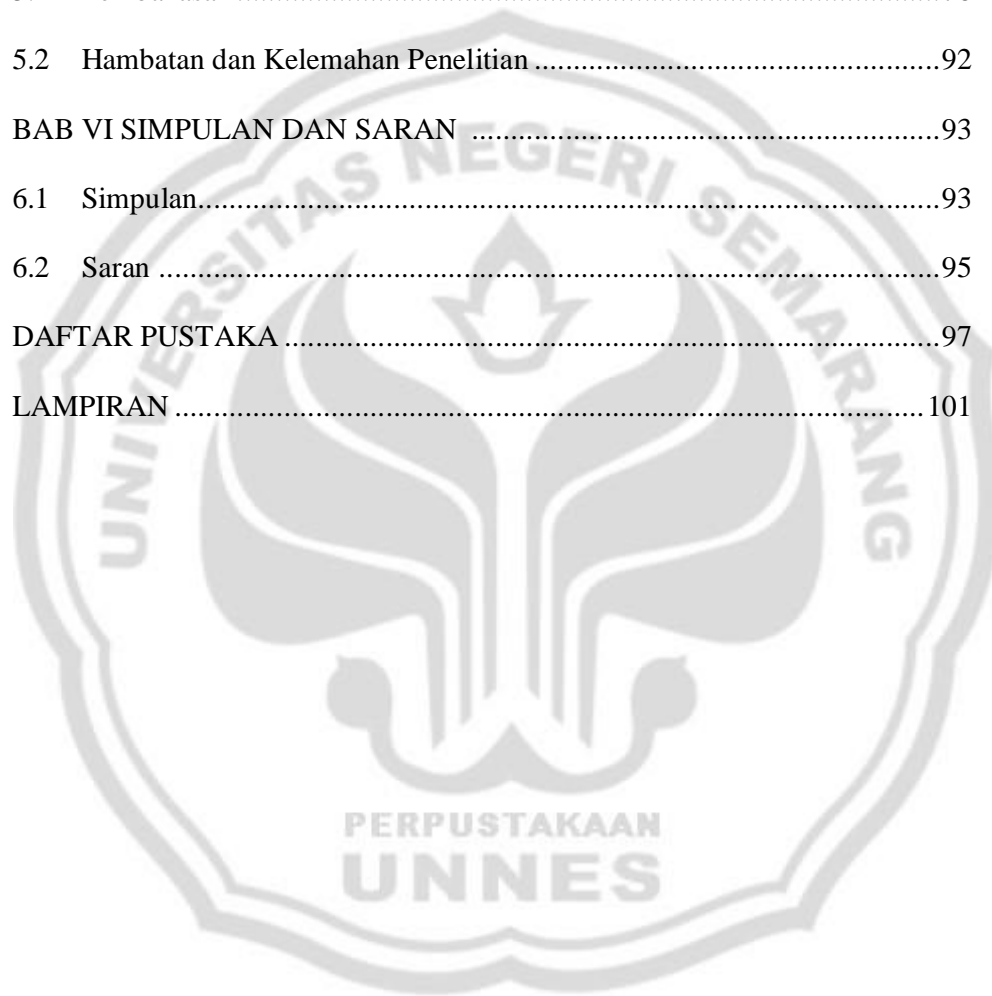 5.2 Hambatan dan Kelemahan Penelitian ..................................................... 92
BAB VI SIMPULAN DAN SARAN ............................................................. 93
6.1 Simpulan................................................................................................ 93
6.2 Saran ..................................................................................................... 95
DAFTAR PUSTAKA ..................................................................................... 97
LAMPIRAN ................................................................................................. 101
UNIVERSITAS NEGERI SEMARANG
PERPUSTAKAAN
UNNES